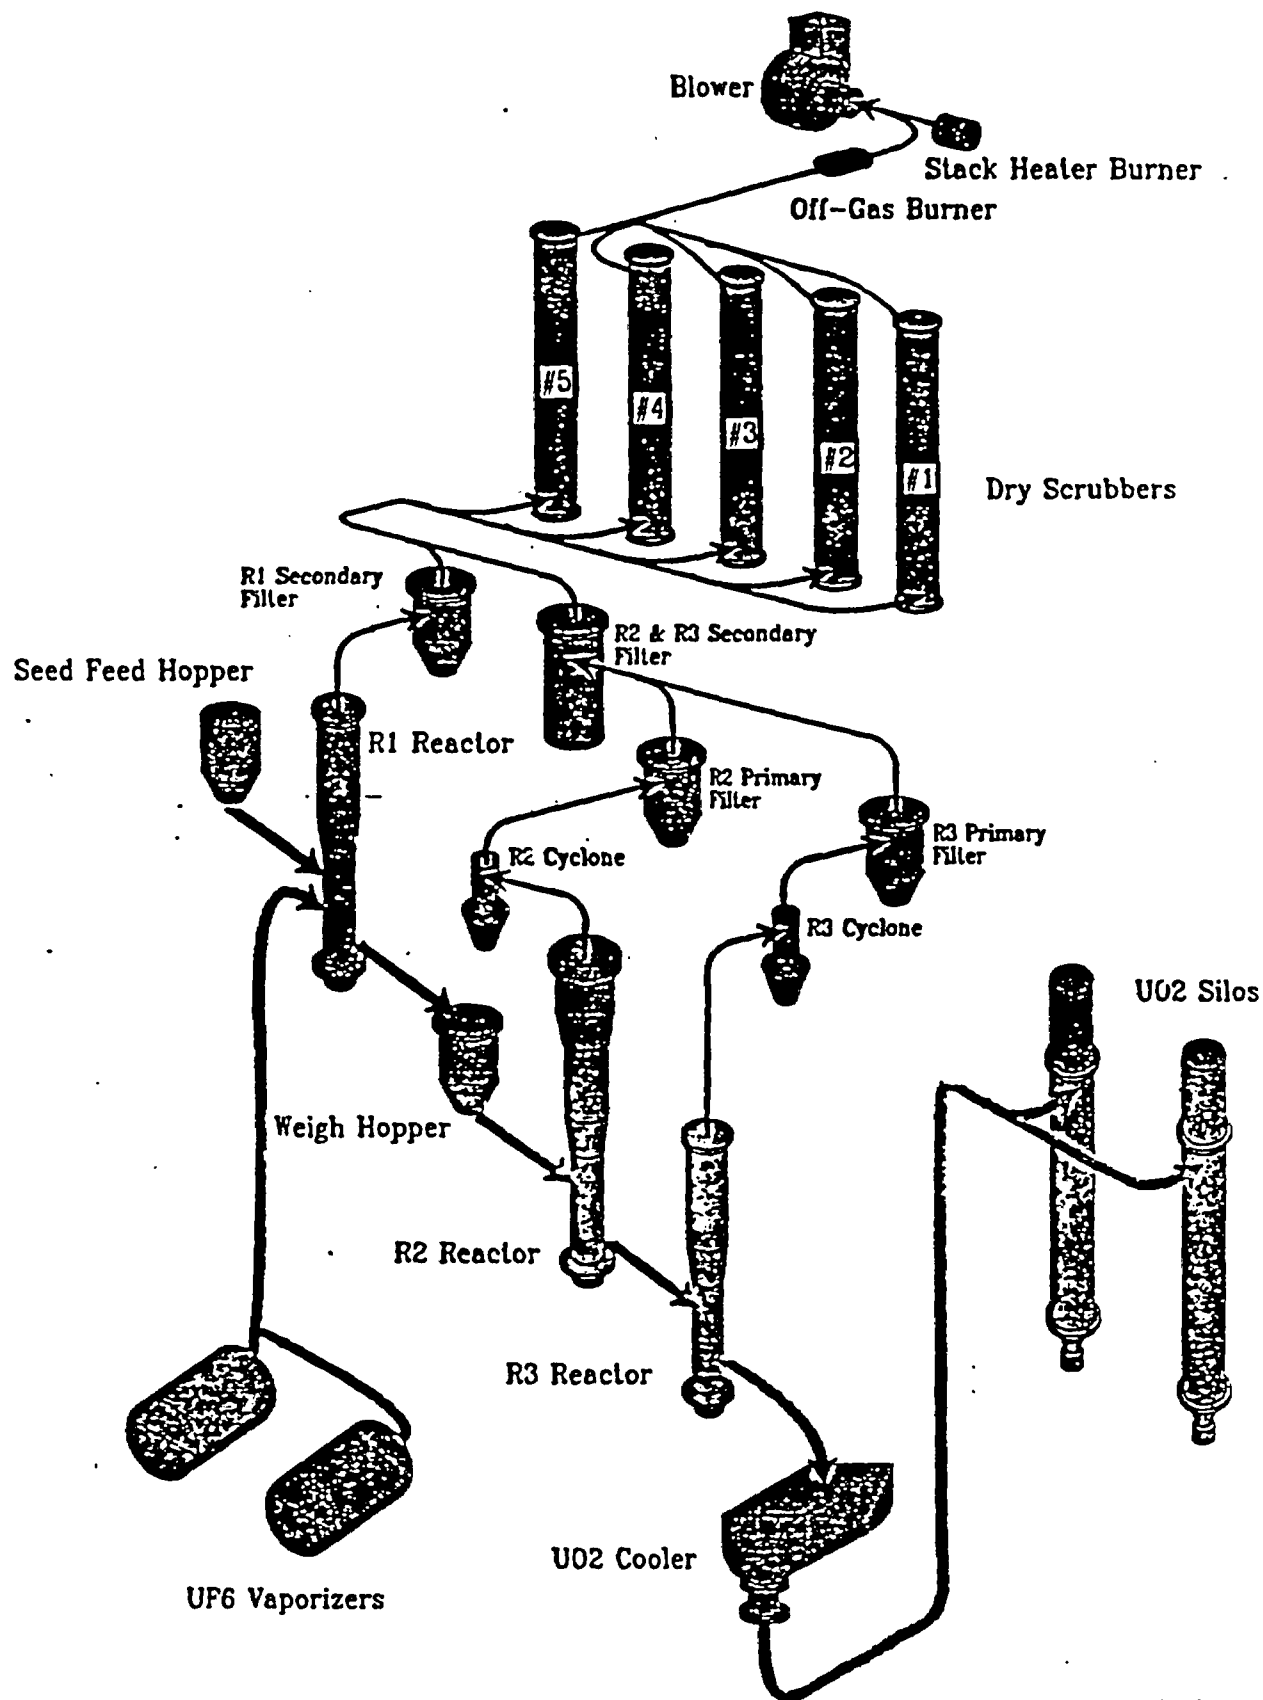 Blower
Stack Heater Burner
Off-Gas Burner
#5
#4
#3
#2
#1
Dry Scrubbers
R1 Secondary
Filter
R2 & R3 Secondary
Filter
Seed Feed Hopper
R1 Reactor
R2 Primary
Filter
R3 Primary
Filter
R2 Cyclone
R3 Cyclone
UO2 Silos
Weigh Hopper
R2 Reactor
R3 Reactor
UO2 Cooler
UF6 Vaporizers